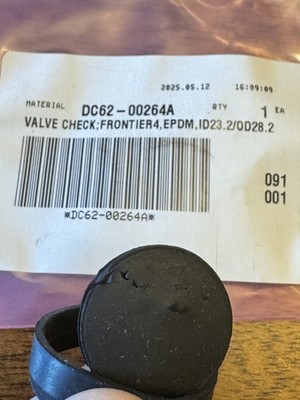 2025.05.12 16:09:09
MATERIAL DC62-00264A QTY 1 EA
VALVE CHECK;FRONTIER4,EPDM,ID23.2/OD28.2
091
001
*DC62-00264A*